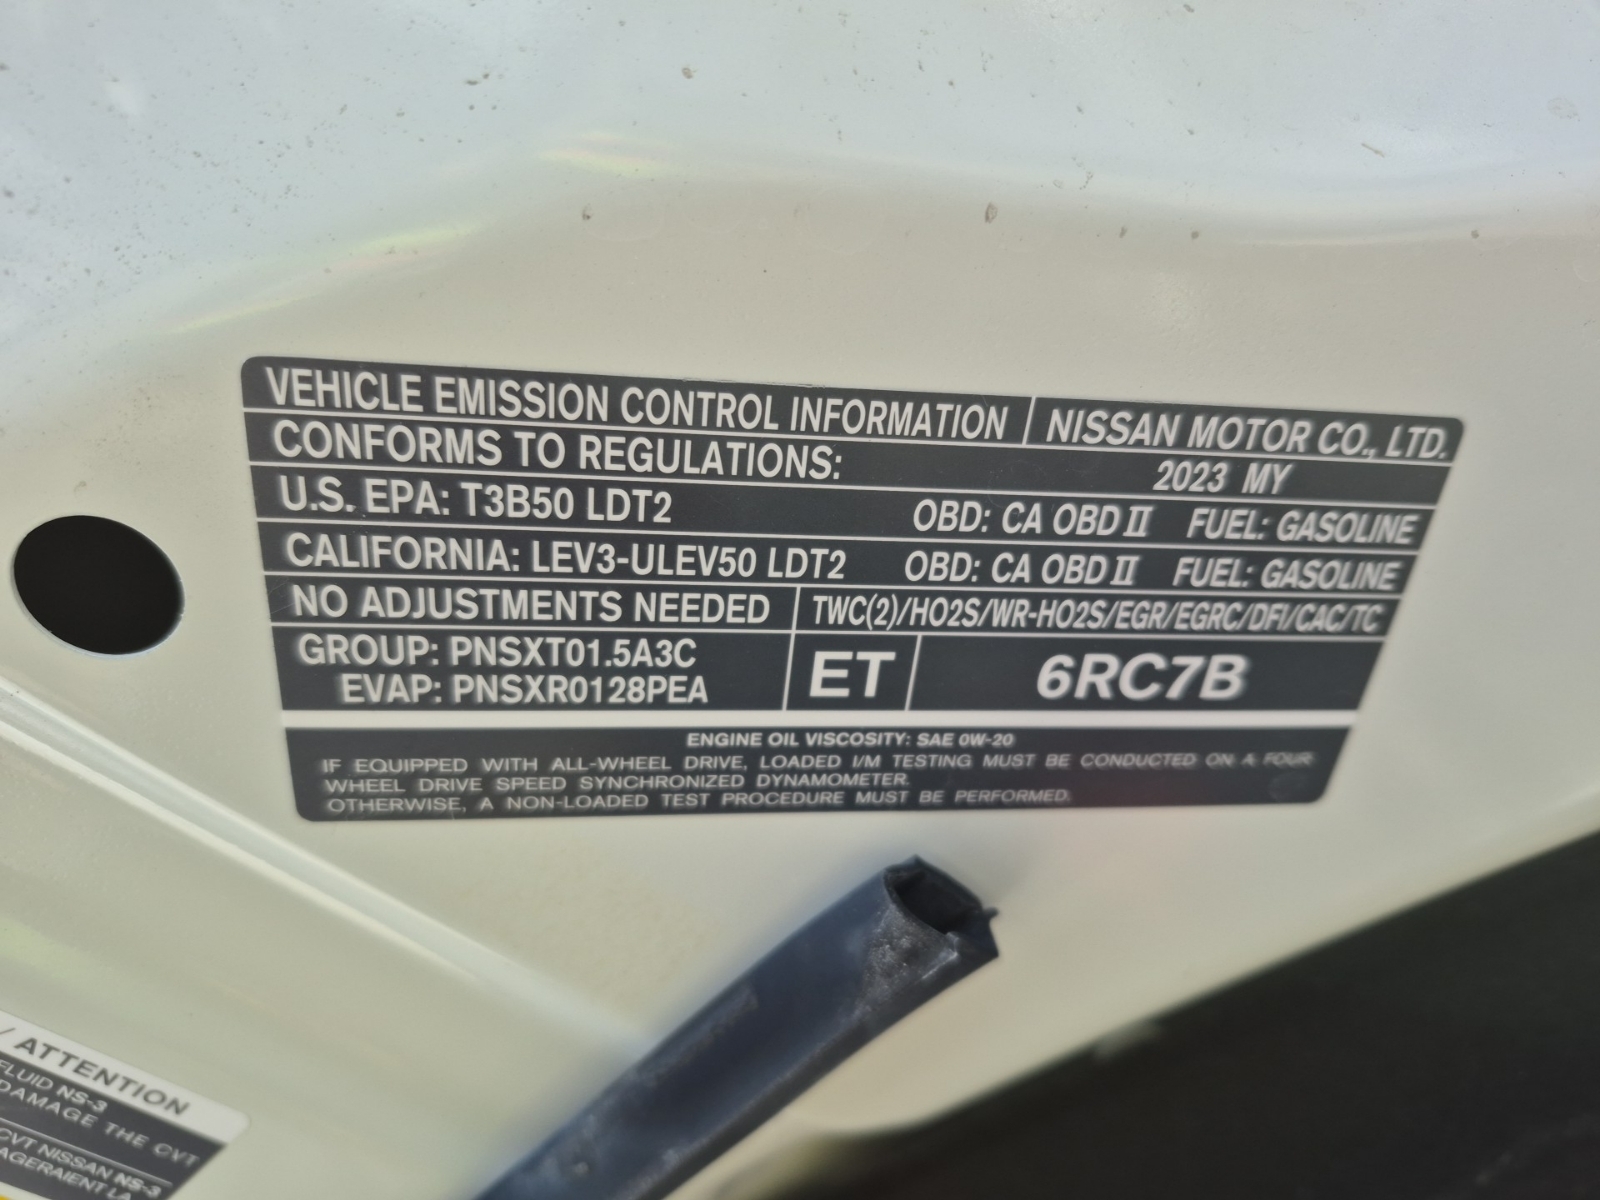 VEHICLE EMISSION CONTROL INFORMATION NISSAN MOTOR CO., LTD.
CONFORMS TO REGULATIONS: 2023 MY
U.S. EPA: T3B50 LDT2 OBD: CA OBD II FUEL: GASOLINE
CALIFORNIA: LEV3-ULEV50 LDT2 OBD: CA OBD II FUEL: GASOLINE
NO ADJUSTMENTS NEEDED TWC(2)/HO2S/WR-HO2S/EGR/EGRC/DFI/CAC/TC
GROUP: PNSXT01.5A3C
EVAP: PNSXR0128PEA
ET 6RC7B
ENGINE OIL VISCOSITY: SAE 0W-20
IF EQUIPPED WITH ALL-WHEEL DRIVE, LOADED I/M TESTING MUST BE CONDUCTED ON A FOUR
WHEEL DRIVE SPEED SYNCHRONIZED DYNAMOMETER.
OTHERWISE, A NON-LOADED TEST PROCEDURE MUST BE PERFORMED.
/ ATTENTION
FLUID NS-3
DAMAGE THE CVT
CVT NISSAN NS-3
AGERAIENT LA